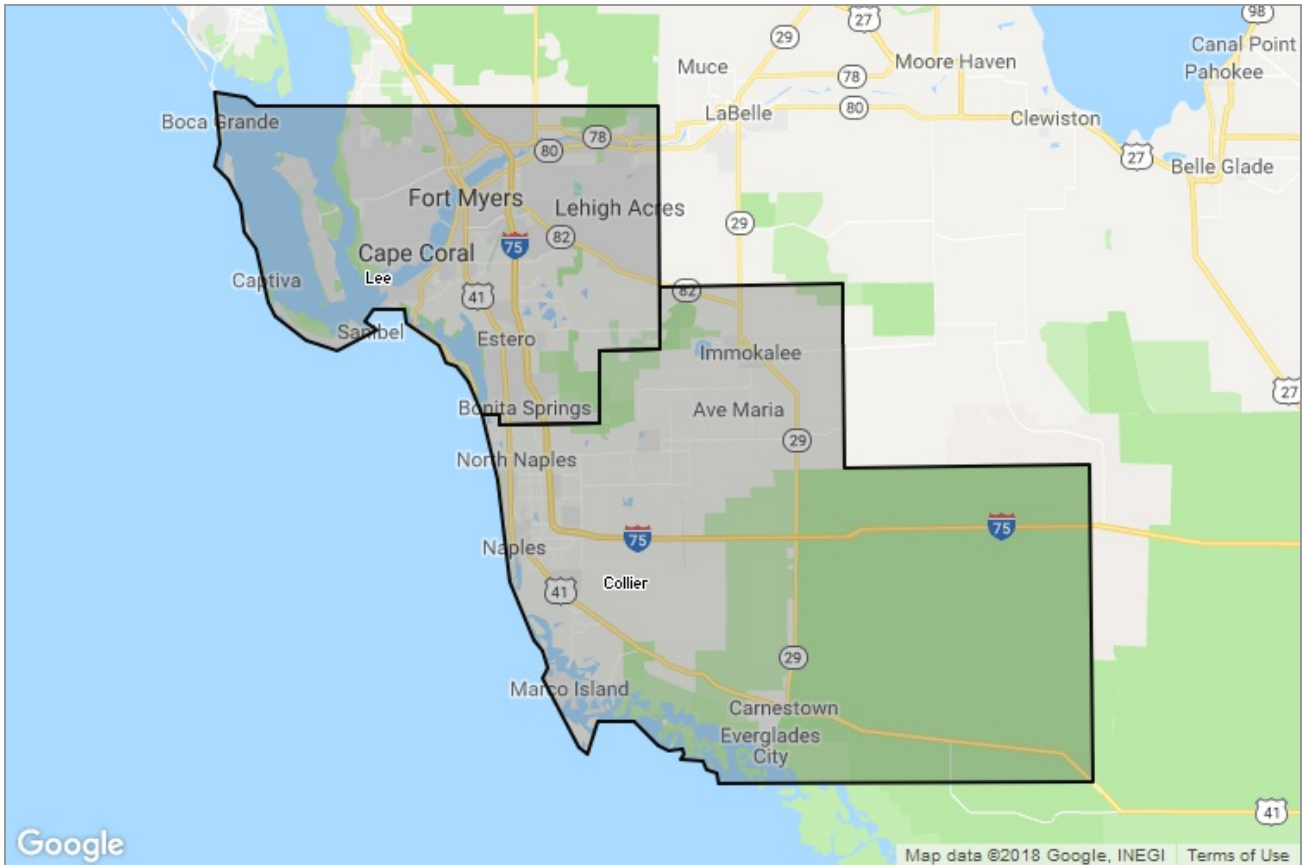 27
98
29
Canal Point
Muce
Moore Haven
Pahokee
78
LaBelle
80
Boca Grande
Clewiston
78
80
27
Belle Glade
Fort Myers
Lehigh Acres
29
82
75
Cape Coral
Lee
Captiva
41
82
Sanibel
Estero
Immokalee
27
Bonita Springs
Ave Maria
29
North Naples
75
75
Naples
Collier
41
29
Marco Island
Carnestown
Everglades
City
41
Google
Map data ©2018 Google, INEGI
Terms of Use